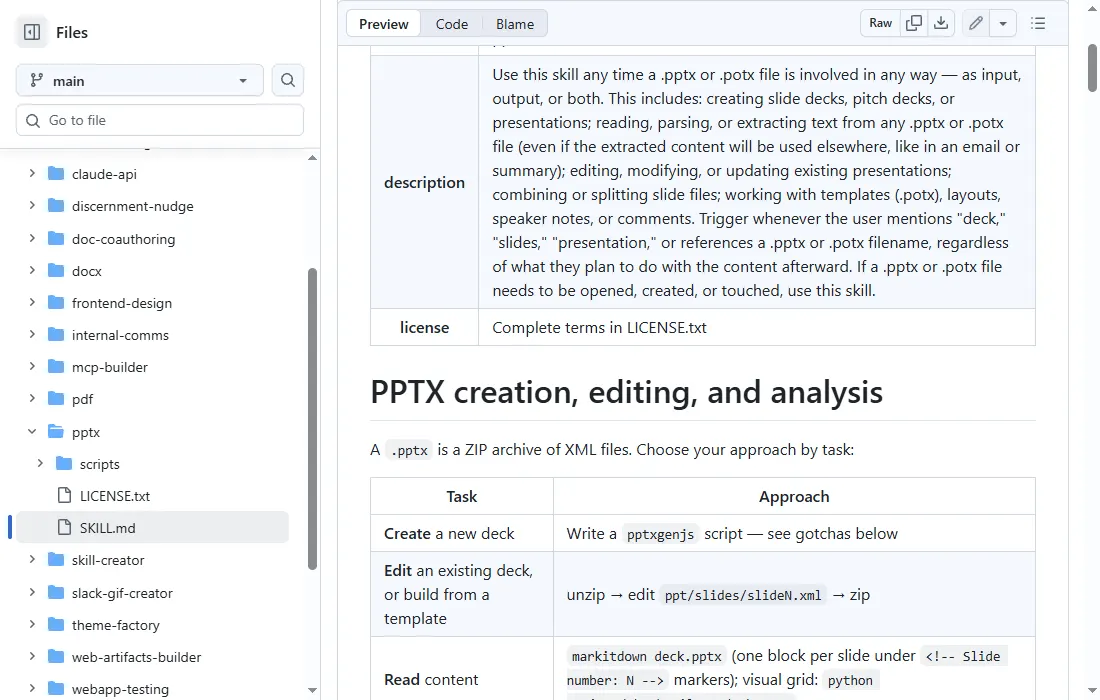 Files
main
Go to file
claude-api
discernment-nudge
doc-coauthoring
docx
frontend-design
internal-comms
mcp-builder
pdf
pptx
scripts
LICENSE.txt
SKILL.md
skill-creator
slack-gif-creator
theme-factory
web-artifacts-builder
webapp-testing
Preview Code Blame Raw
description
Use this skill any time a .pptx or .potx file is involved in any way — as input,
output, or both. This includes: creating slide decks, pitch decks, or
presentations; reading, parsing, or extracting text from any .pptx or .potx
file (even if the extracted content will be used elsewhere, like in an email or
summary); editing, modifying, or updating existing presentations;
combining or splitting slide files; working with templates (.potx), layouts,
speaker notes, or comments. Trigger whenever the user mentions "deck,"
"slides," "presentation," or references a .pptx or .potx filename, regardless
of what they plan to do with the content afterward. If a .pptx or .potx file
needs to be opened, created, or touched, use this skill.
license Complete terms in LICENSE.txt
PPTX creation, editing, and analysis
A .pptx is a ZIP archive of XML files. Choose your approach by task:
Task Approach
Create a new deck Write a pptxgenjs script — see gotchas below
Edit an existing deck,
or build from a
template
unzip → edit ppt/slides/slideN.xml → zip
Read content
markitdown deck.pptx (one block per slide under <!-- Slide
number: N --> markers); visual grid: python